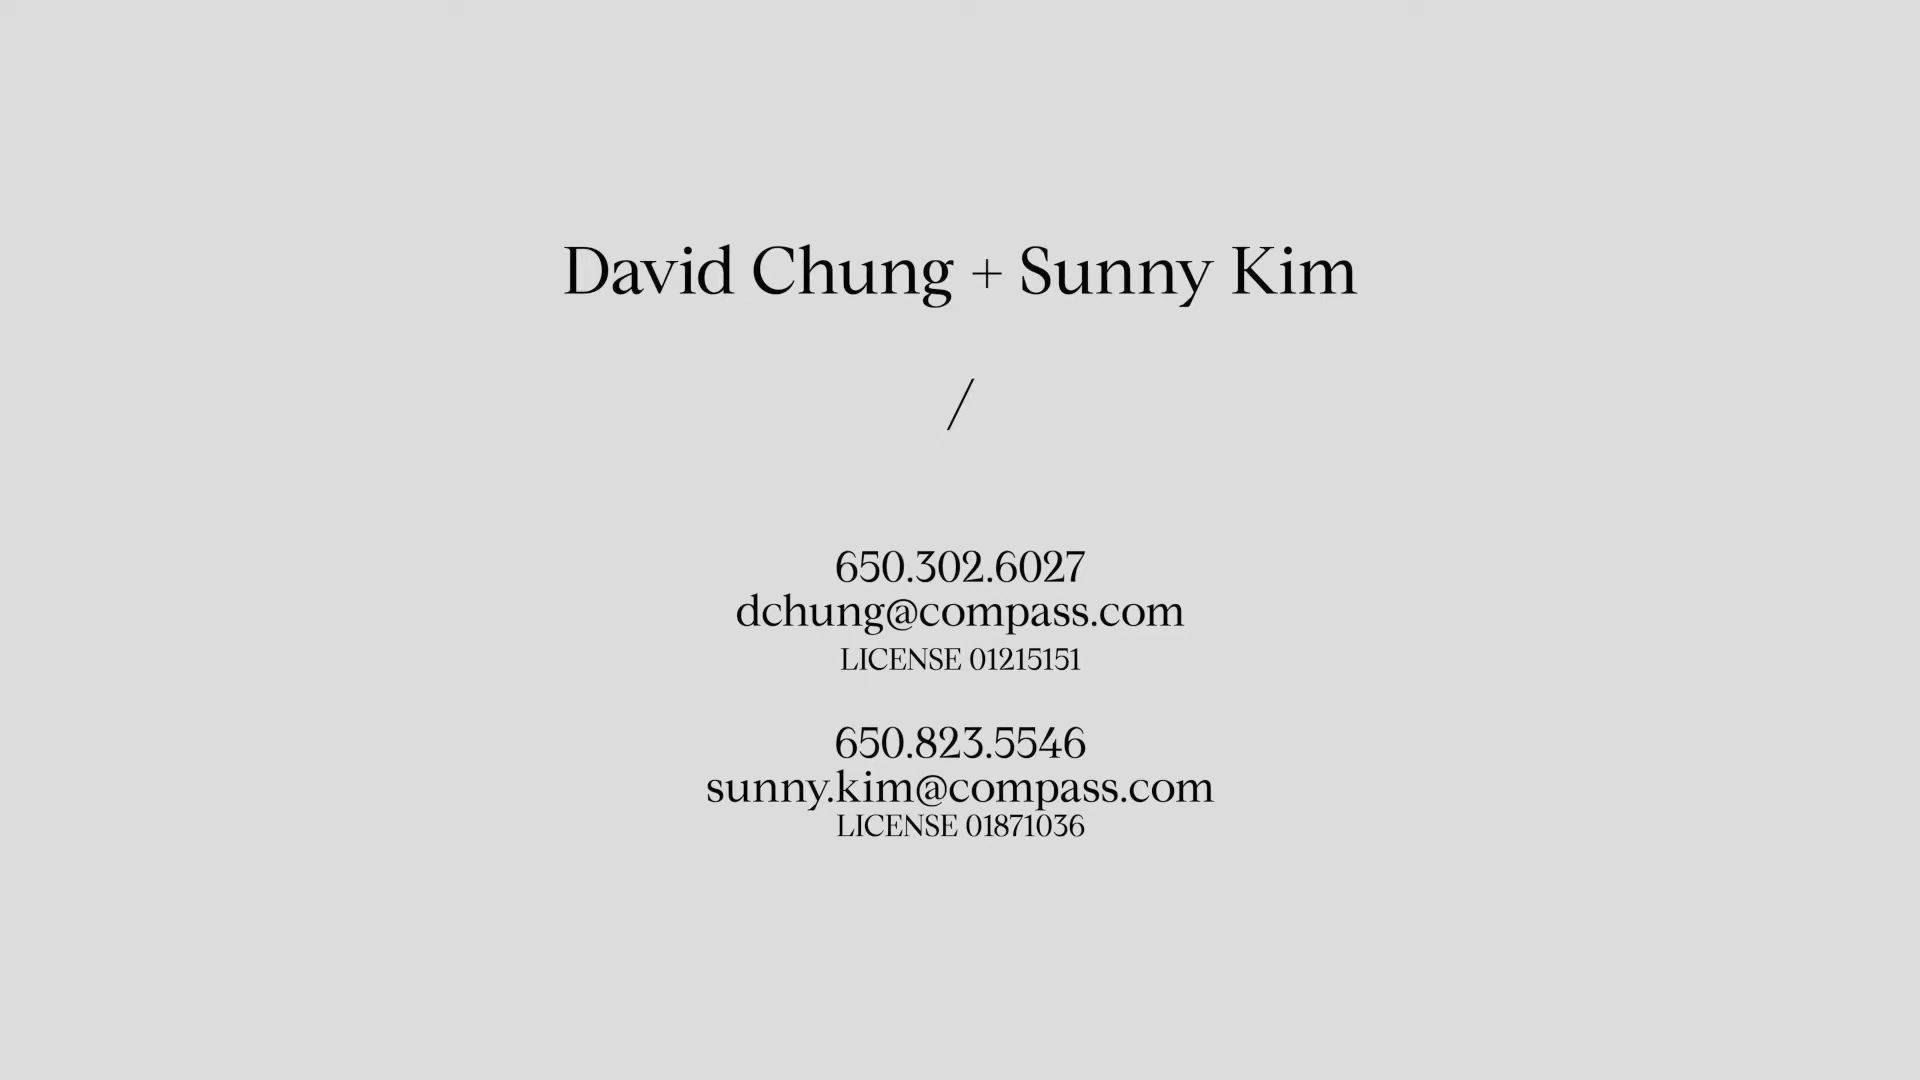 David Chung + Sunny Kim
/
650.302.6027
dchung@compass.com
LICENSE 01215151
650.823.5546
sunny.kim@compass.com
LICENSE 01871036